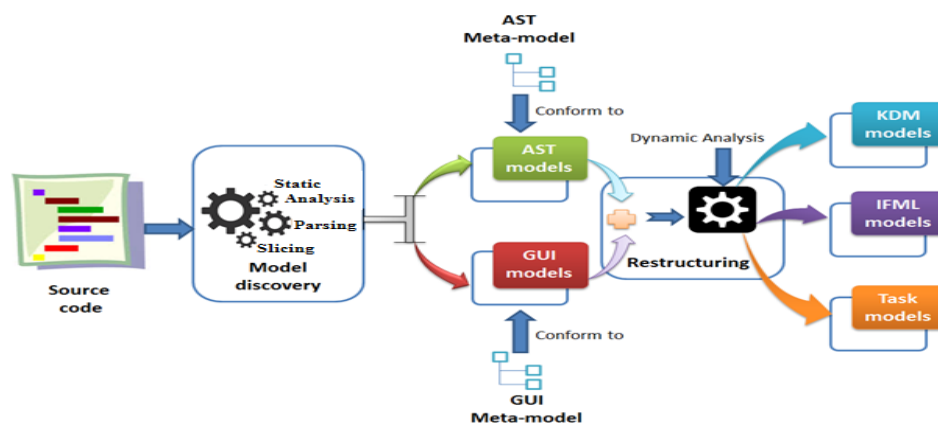 AST
Meta-model
Conform to
Dynamic Analysis
KDM
models
AST
models
Static
Analysis
Parsing
Slicing
Model
discovery
IFML
models
GUI
models
Restructuring
Source
code
Task
models
Conform to
GUI
Meta-model